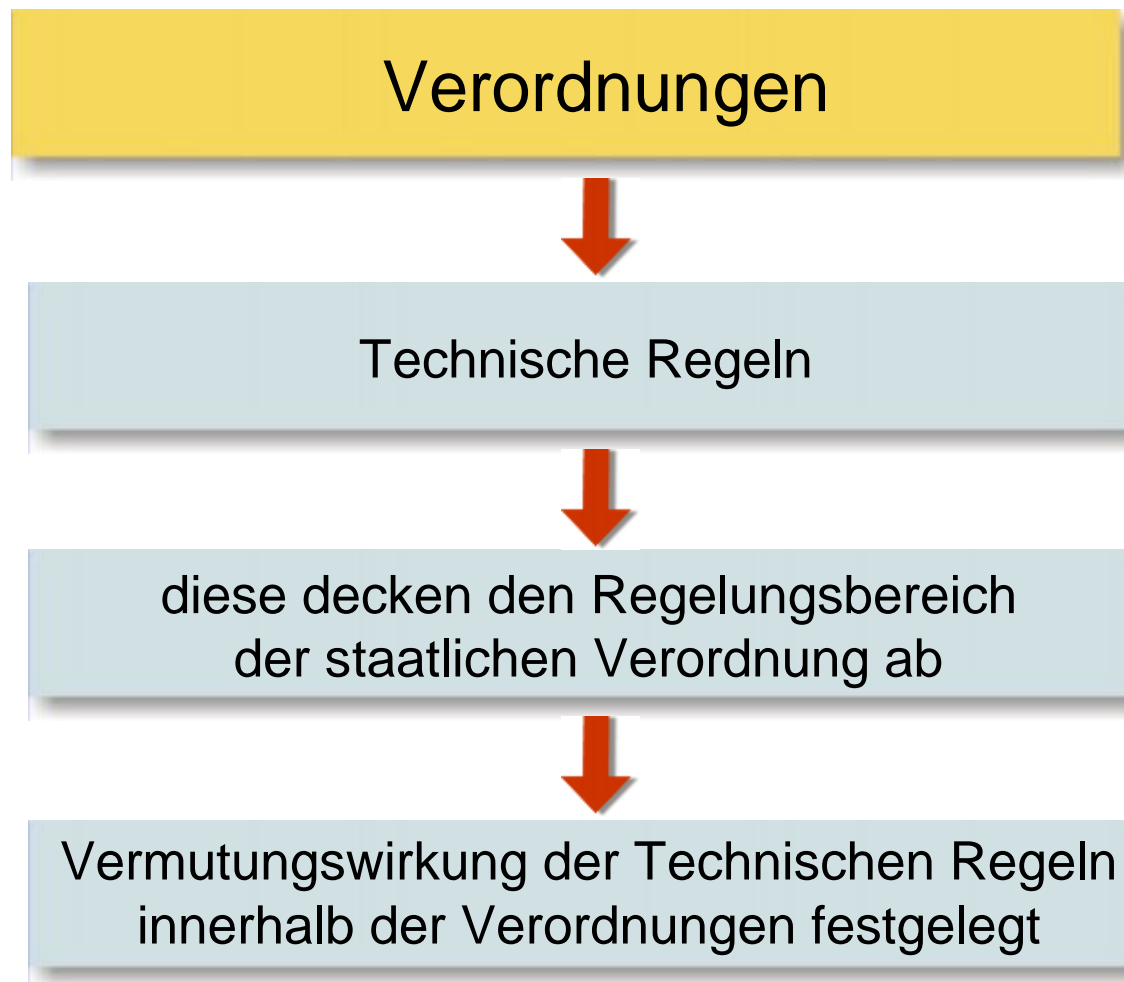 Verordnungen
Technische Regeln
diese decken den Regelungsbereich
der staatlichen Verordnung ab
Vermutungswirkung der Technischen Regeln
innerhalb der Verordnungen festgelegt